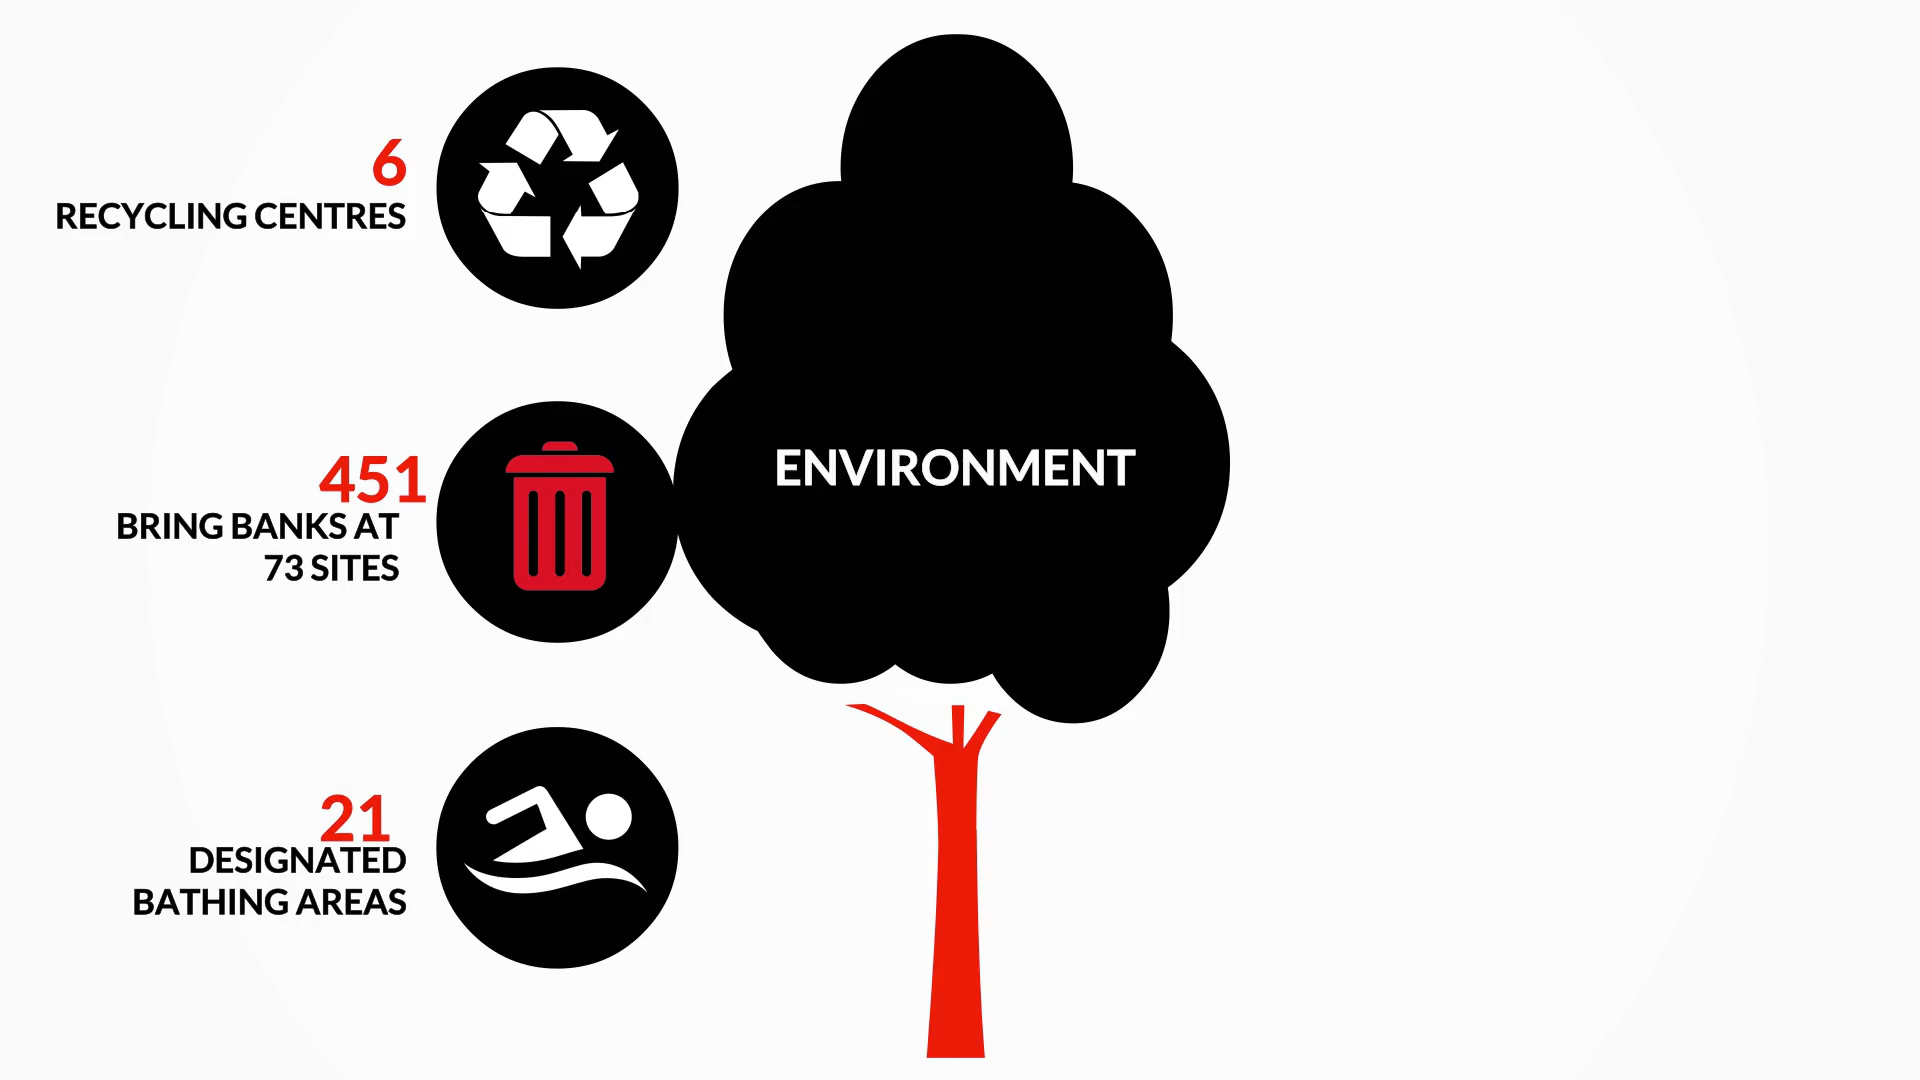 6
RECYCLING CENTRES
451
BRING BANKS AT
73 SITES
21
DESIGNATED
BATHING AREAS
ENVIRONMENT